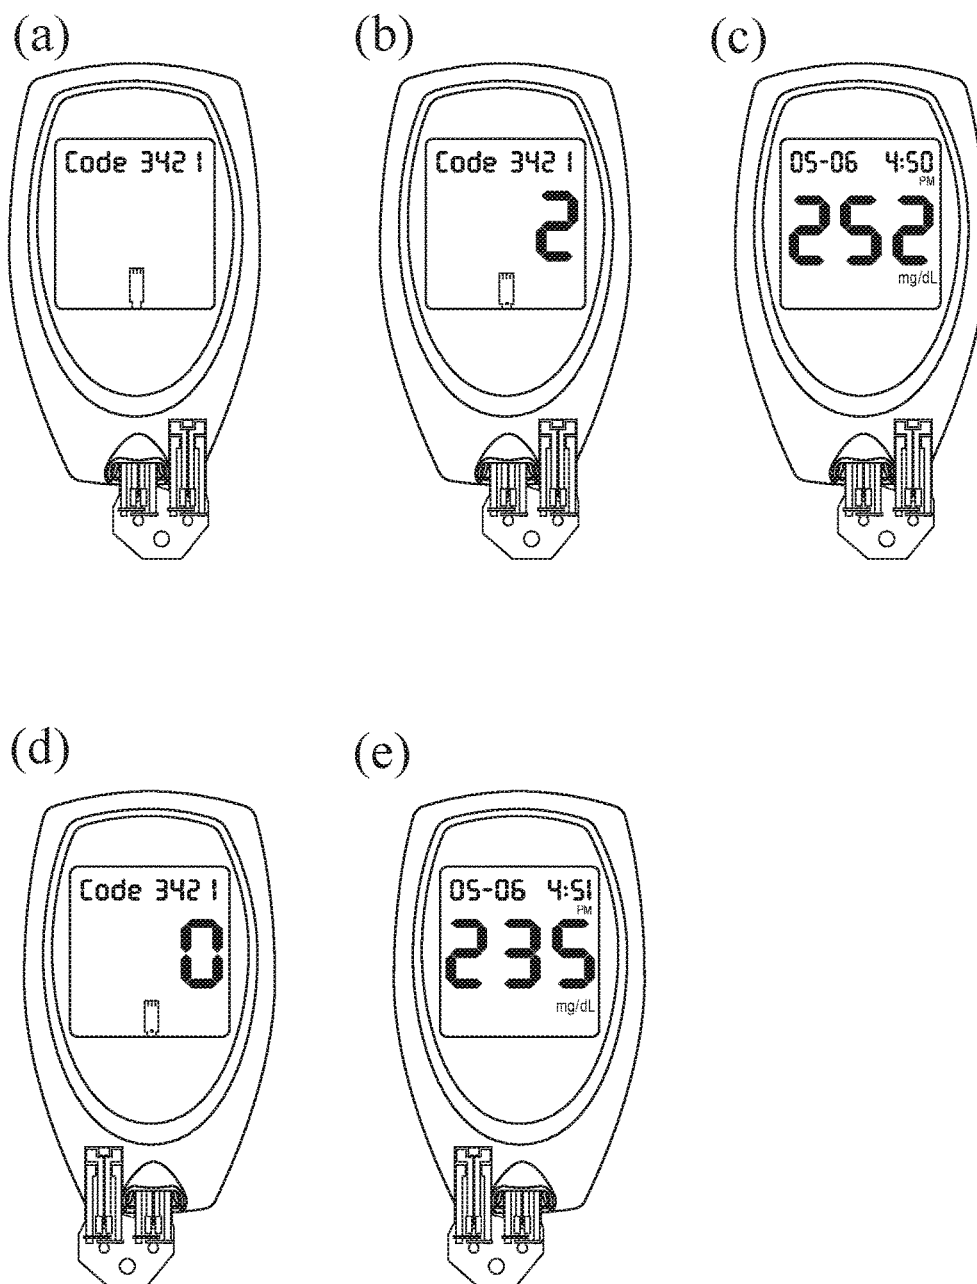 (a)
(b)
(c)
Code 3421
Code 3421
2
05-06 4:50
PM
252
mg/dL
(d)
(e)
Code 3421
0
05-06 4:51
PM
235
mg/dL